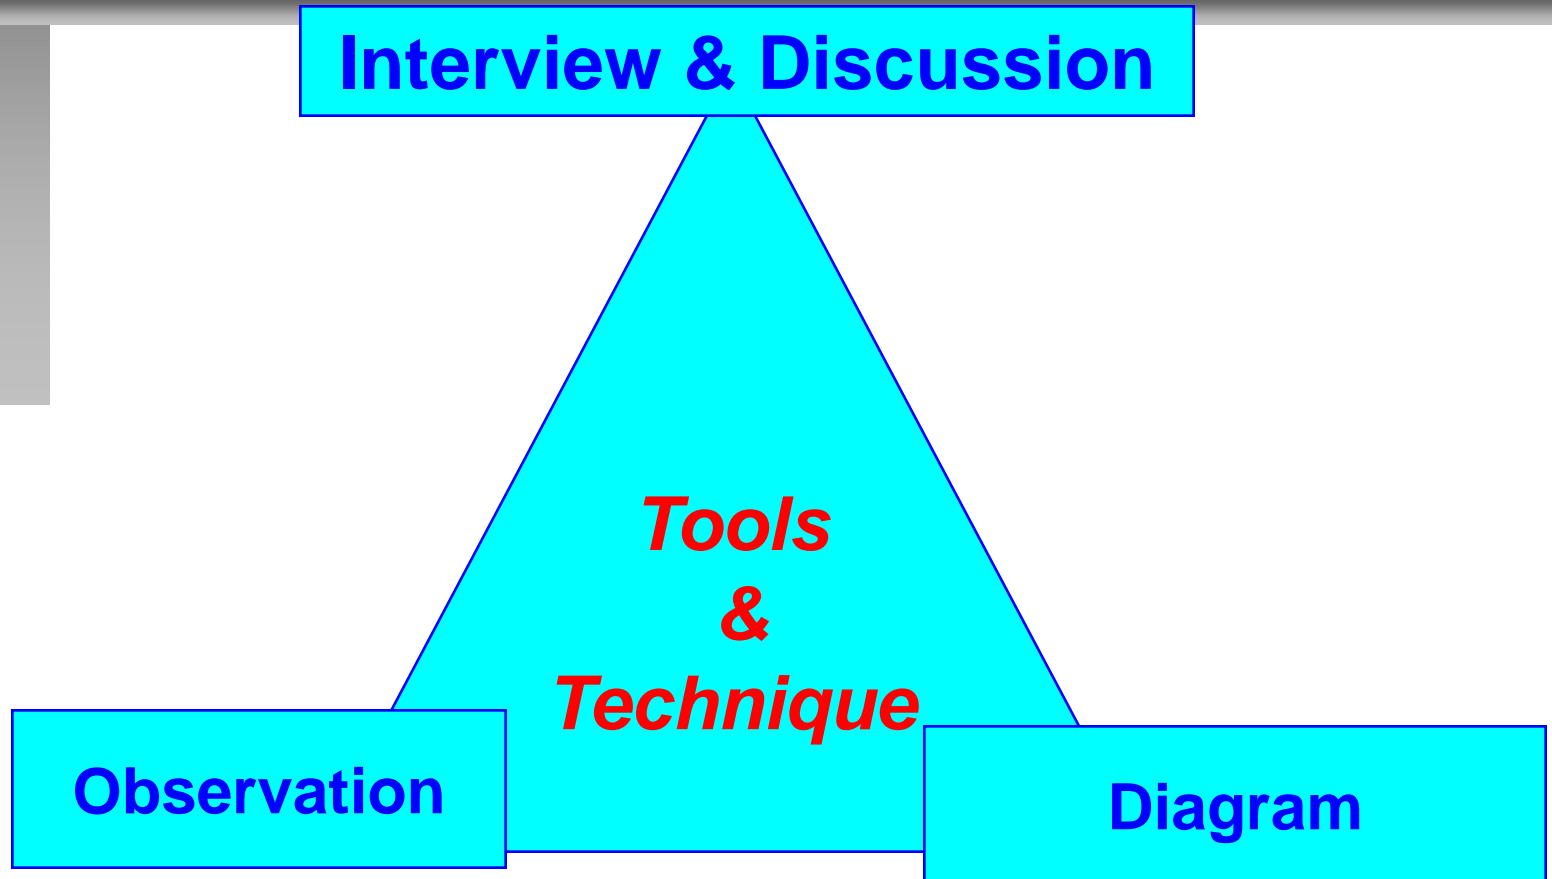 Interview & Discussion
Tools
&
Technique
Observation
Diagram